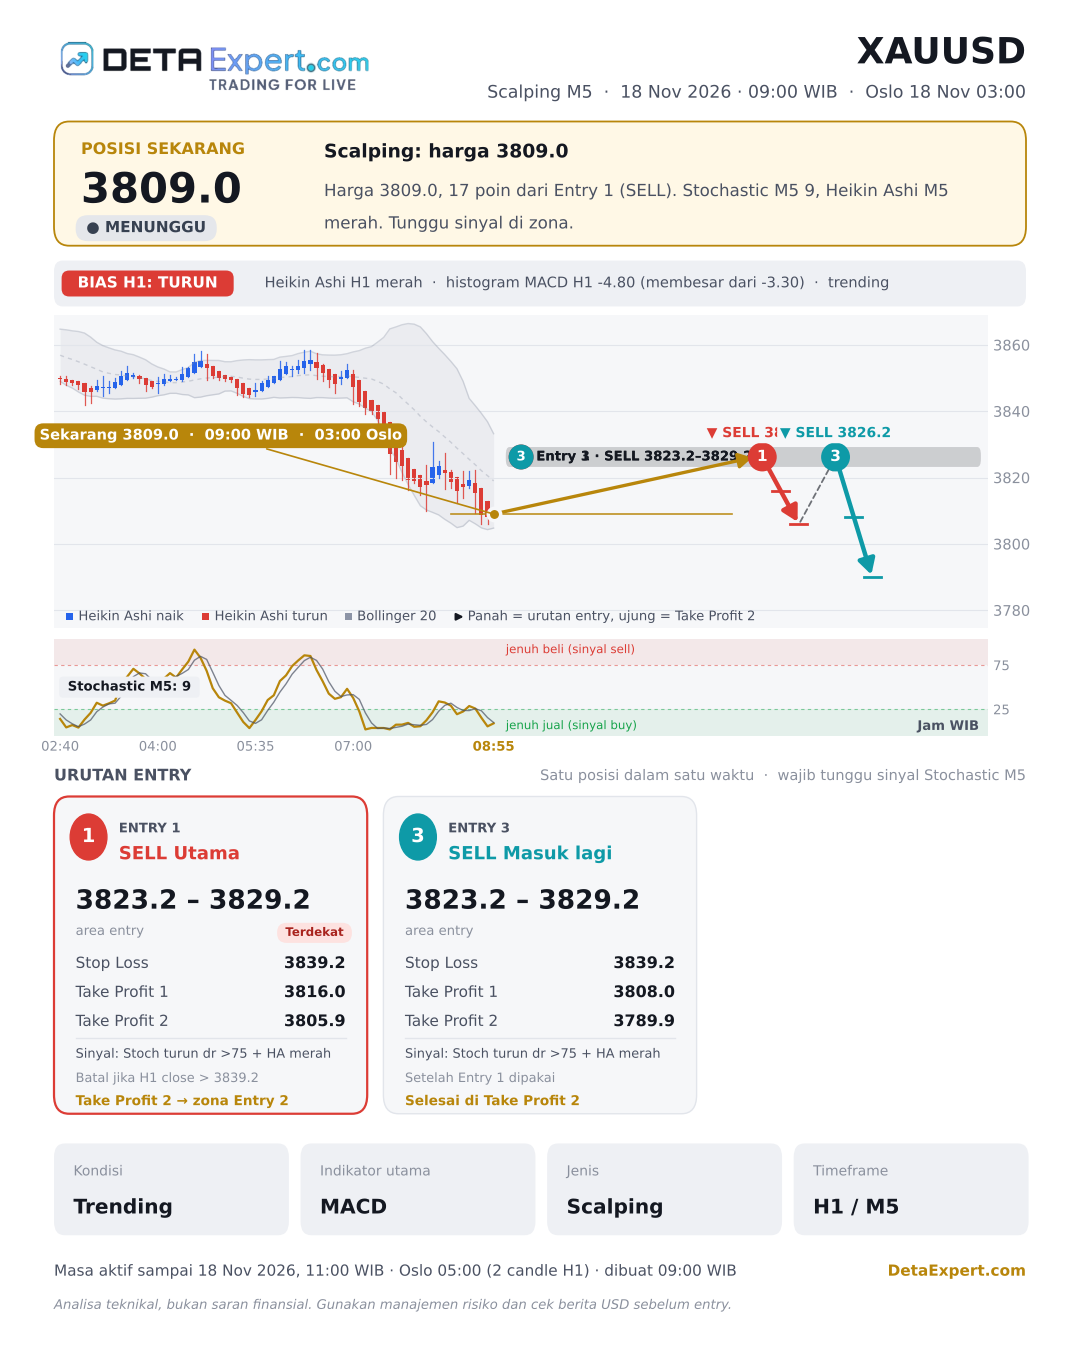 DETA Expert.com
TRADING FOR LIVE
XAUUSD
Scalping M5 · 18 Nov 2026 · 09:00 WIB · Oslo 18 Nov 03:00
POSISI SEKARANG
3809.0
● MENUNGGU
Scalping: harga 3809.0
Harga 3809.0, 17 poin dari Entry 1 (SELL). Stochastic M5 9, Heikin Ashi M5
merah. Tunggu sinyal di zona.
BIAS H1: TURUN
Heikin Ashi H1 merah · histogram MACD H1 -4.80 (membesar dari -3.30) · trending
3860
3840
3820
3800
3780
Sekarang 3809.0 · 09:00 WIB · 03:00 Oslo
▼ SELL 38
▼ SELL 3826.2
3
Entry 3 · SELL 3823.2–3829.2
1
3
Heikin Ashi naik
Heikin Ashi turun
Bollinger 20
Panah = urutan entry, ujung = Take Profit 2
jenuh beli (sinyal sell)
75
Stochastic M5: 9
25
jenuh jual (sinyal buy)
Jam WIB
02:40 04:00 05:35 07:00 08:55
URUTAN ENTRY
Satu posisi dalam satu waktu · wajib tunggu sinyal Stochastic M5
1
ENTRY 1
SELL Utama
3823.2 – 3829.2
area entry
Terdekat
Stop Loss 3839.2
Take Profit 1 3816.0
Take Profit 2 3805.9
Sinyal: Stoch turun dr >75 + HA merah
Batal jika H1 close > 3839.2
Take Profit 2 → zona Entry 2
3
ENTRY 3
SELL Masuk lagi
3823.2 – 3829.2
area entry
Stop Loss 3839.2
Take Profit 1 3808.0
Take Profit 2 3789.9
Sinyal: Stoch turun dr >75 + HA merah
Setelah Entry 1 dipakai
Selesai di Take Profit 2
Kondisi
Trending
Indikator utama
MACD
Jenis
Scalping
Timeframe
H1 / M5
Masa aktif sampai 18 Nov 2026, 11:00 WIB · Oslo 05:00 (2 candle H1) · dibuat 09:00 WIB
DetaExpert.com
Analisa teknikal, bukan saran finansial. Gunakan manajemen risiko dan cek berita USD sebelum entry.